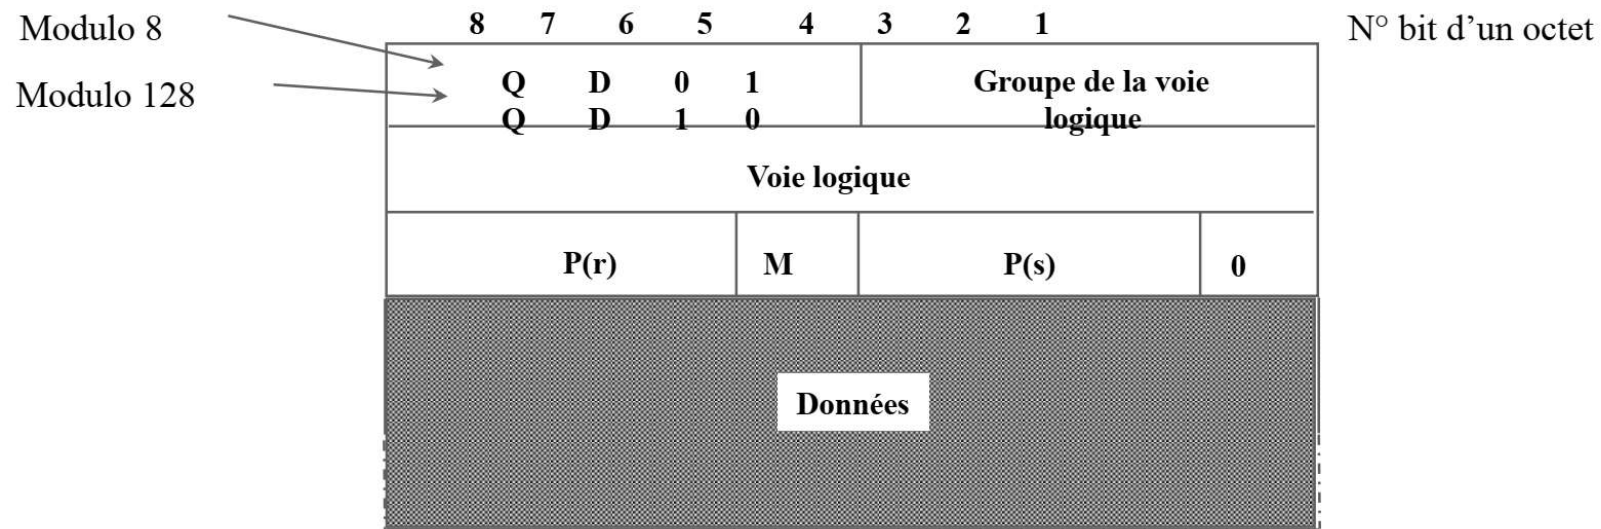 Modulo 8 8 7 6 5 4 3 2 1 N° bit d’un octet
Modulo 128 Q D 0 1 Groupe de la voie
Q D 1 0 logique
Voie logique
P(r) M P(s) 0
Données